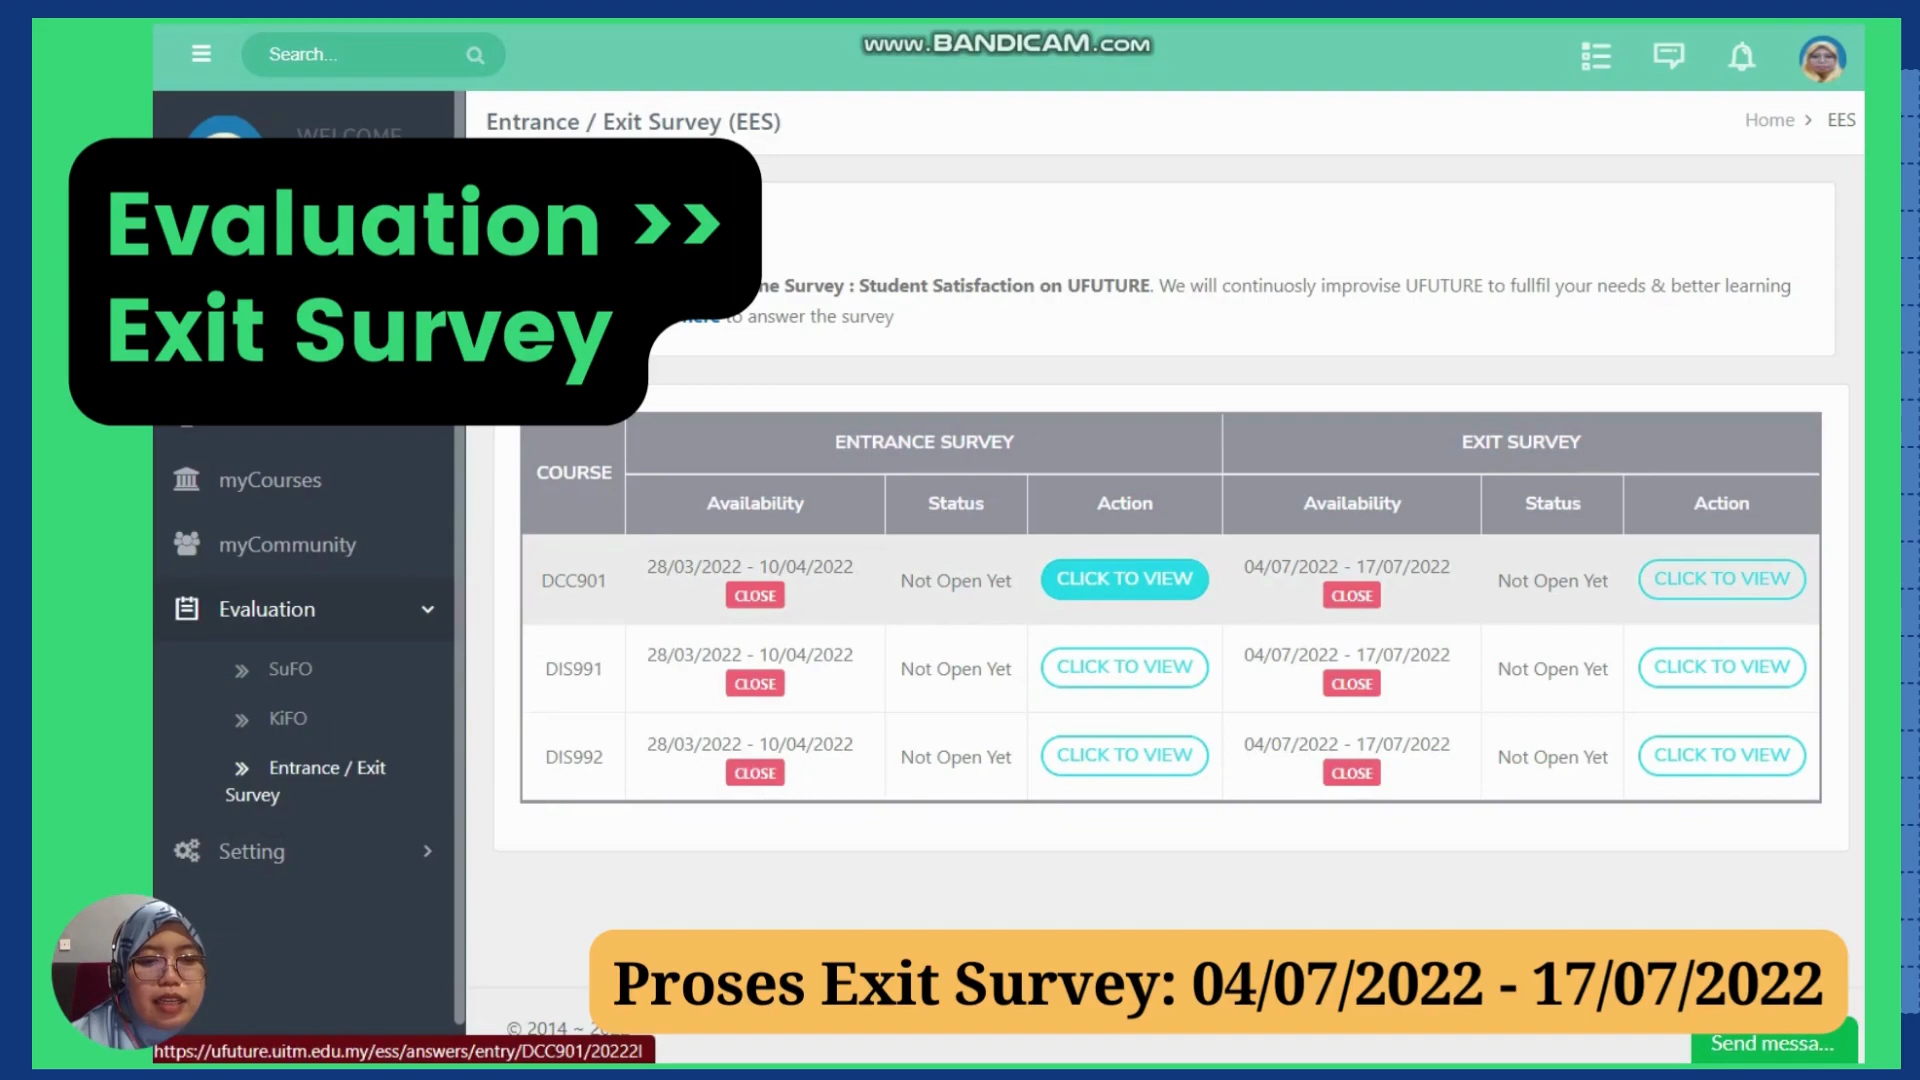 Search...
www.BANDICAM.com
WELCOME
Entrance / Exit Survey (EES)
Home > EES
Evaluation >>
Exit Survey
Survey : Student Satisfaction on UFUTURE. We will continuosly improvise UFUTURE to fullfil your needs & better learning
here to answer the survey
COURSE
ENTRANCE SURVEY
EXIT SURVEY
Availability Status Action Availability Status Action
DCC901 28/03/2022 - 10/04/2022 CLOSE Not Open Yet CLICK TO VIEW 04/07/2022 - 17/07/2022 CLOSE Not Open Yet CLICK TO VIEW
DIS991 28/03/2022 - 10/04/2022 CLOSE Not Open Yet CLICK TO VIEW 04/07/2022 - 17/07/2022 CLOSE Not Open Yet CLICK TO VIEW
DIS992 28/03/2022 - 10/04/2022 CLOSE Not Open Yet CLICK TO VIEW 04/07/2022 - 17/07/2022 CLOSE Not Open Yet CLICK TO VIEW
myCourses
myCommunity
Evaluation
SuFO
KiFO
Entrance / Exit
Survey
Setting
Proses Exit Survey: 04/07/2022 - 17/07/2022
© 2014 ~
https://ufuture.uitm.edu.my/ess/answers/entry/DCC901/20222I
Send messa...